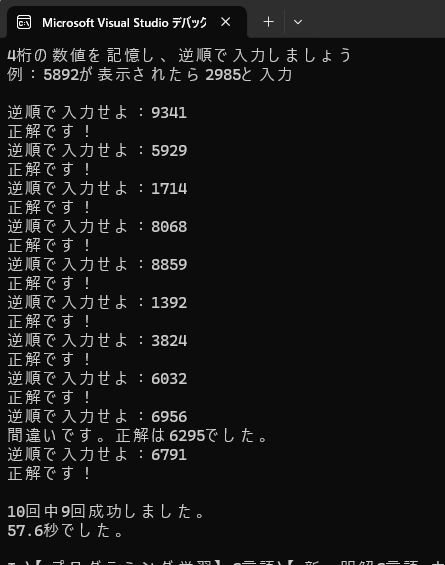 Microsoft Visual Studio デバッグ
4桁の数値を記憶し、逆順で入力しましょう
例：5892が表示されたら2985と入力
逆順で入力せよ：9341
正解です！
逆順で入力せよ：5929
正解です！
逆順で入力せよ：1714
正解です！
逆順で入力せよ：8068
正解です！
逆順で入力せよ：8859
正解です！
逆順で入力せよ：1392
正解です！
逆順で入力せよ：3824
正解です！
逆順で入力せよ：6032
正解です！
逆順で入力せよ：6956
間違いです。正解は6295でした。
逆順で入力せよ：6791
正解です！
10回中9回成功しました。
57.6秒でした。